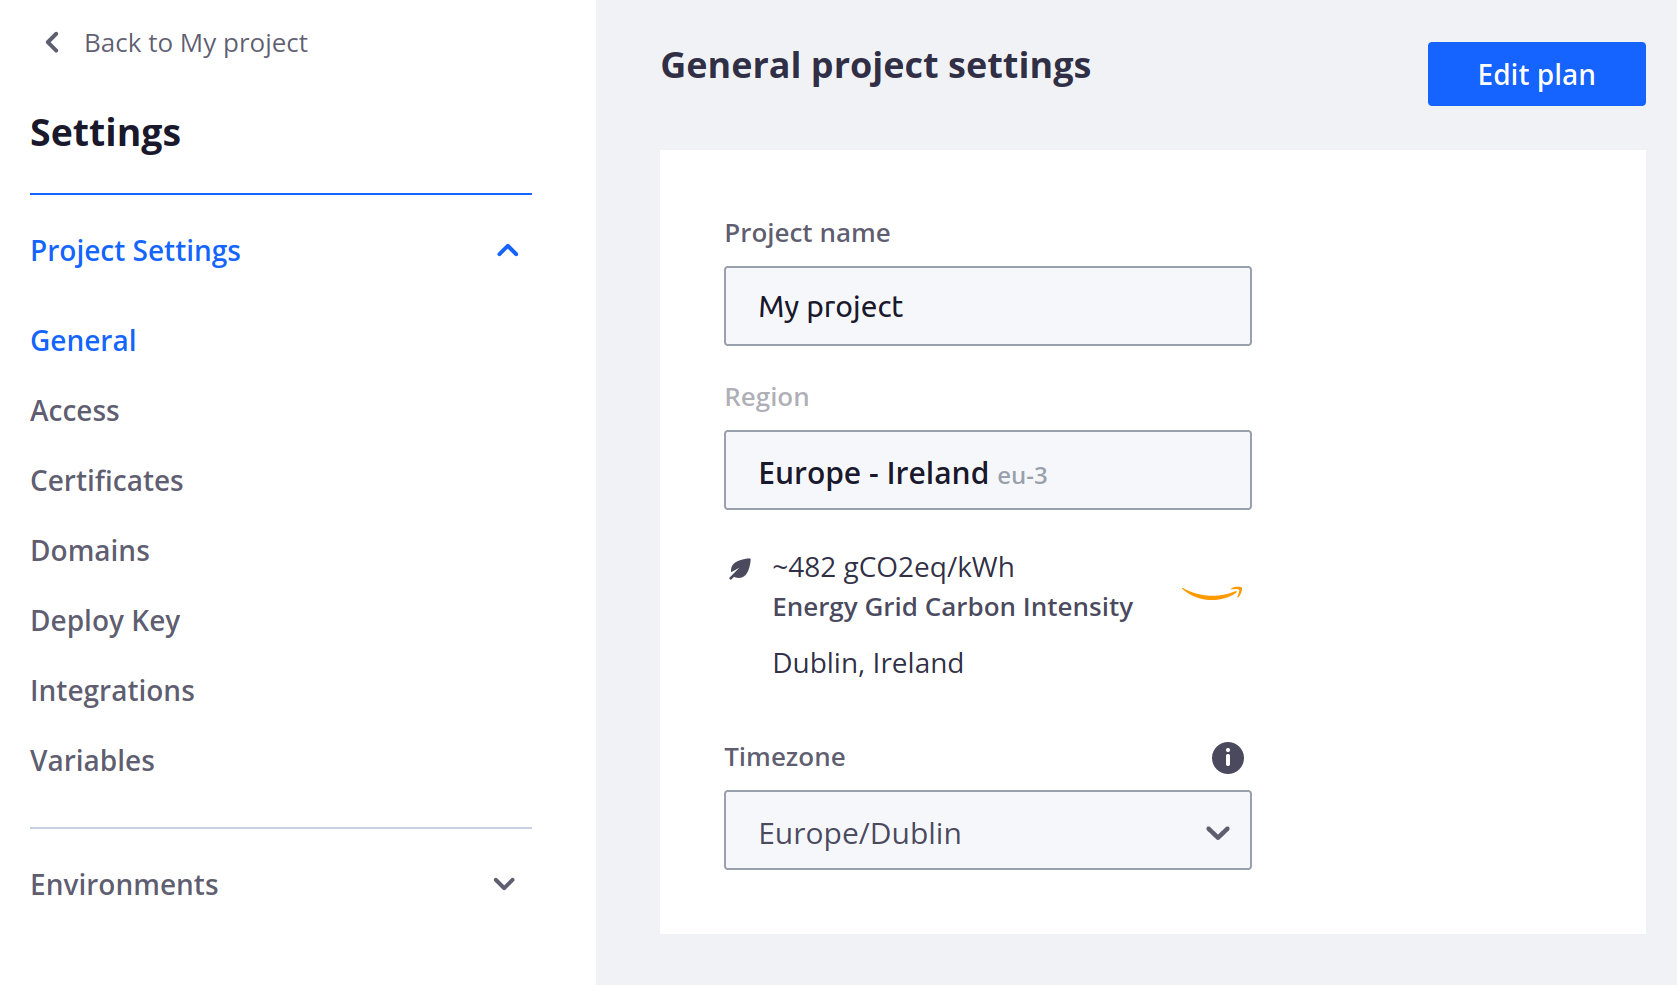 Back to My project
Settings
Project Settings
General
Access
Certificates
Domains
Deploy Key
Integrations
Variables
Environments
General project settings
Edit plan
Project name
My project
Region
Europe - Ireland eu-3
~482 gCO2eq/kWh
Energy Grid Carbon Intensity
Dublin, Ireland
Timezone
Europe/Dublin